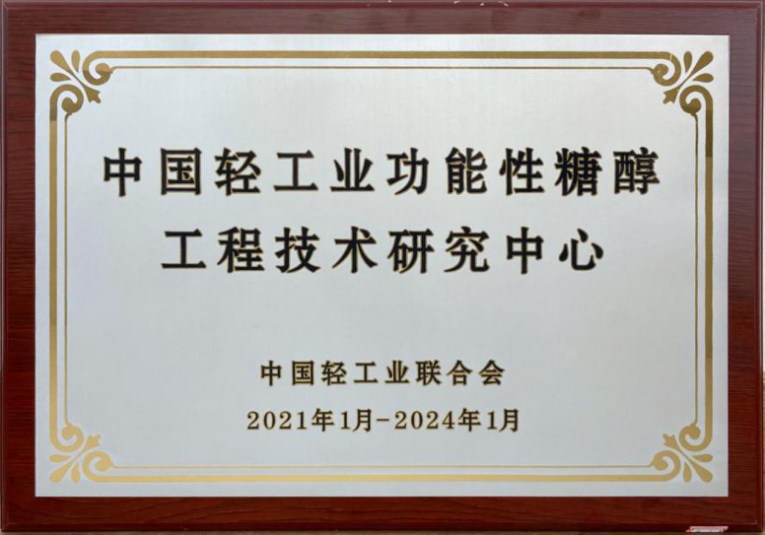 中国轻工业功能性糖醇
工程技术研究中心
中国轻工业联合会
2021年1月-2024年1月